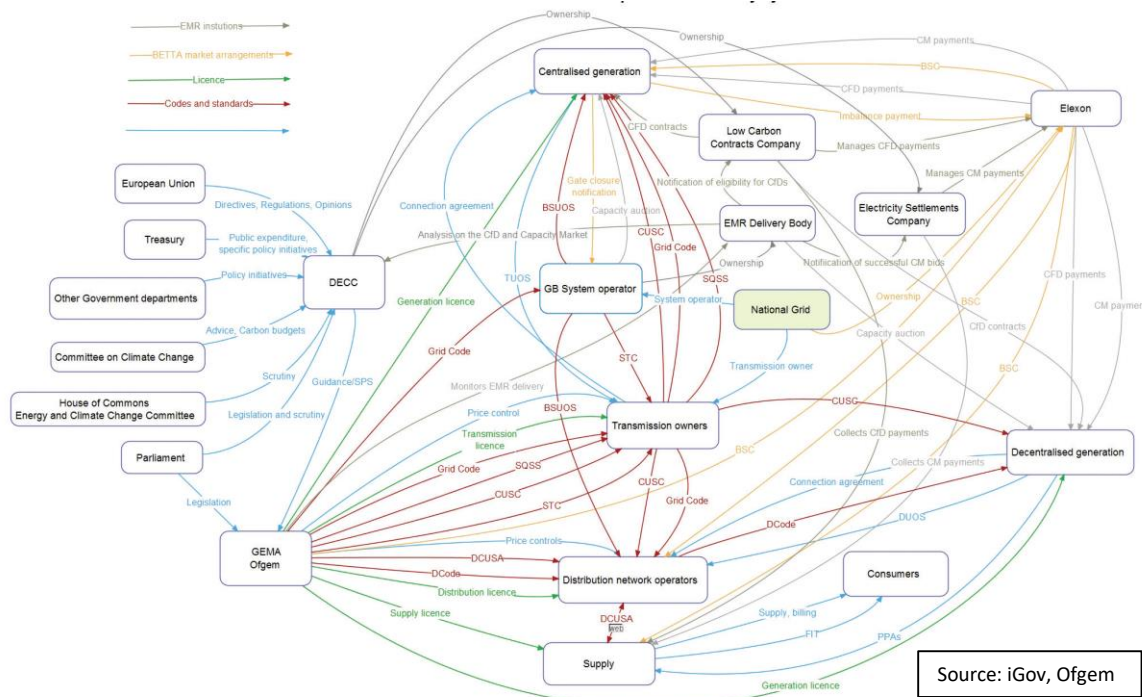 EMR instutions
Ownership
Ownership
CM payments
BETTA market arrangements
Centralised generation
BSC
Licence
CFD payments
Elexon
Codes and standards
Imbalance payment
CFD contracts
Low Carbon
Contracts Company
Manages CFD payments
European Union
Notification of eligibility for CfDs
Manages CM payments
Directives, Regulations, Opinions
Connection agreement
Gate closure
notification
BSUOS
Capacity auction
CUSC
Grid Code
EMR Delivery Body
Electricity Settlements
Company
Treasury
Public expenditure,
specific policy initiatives
Analysis on the CfD and Capacity Market
Ownership
Notification of successful CM bids
DECC
TUOS
SQSS
GB System operator
CFD payments
Policy initiatives
Other Government departments
Generation licence
System operator
National Grid
Ownership
BSC
CM payment
Advice, Carbon budgets
Committee on Climate Change
Grid Code
STC
Capacity auction
CfD contracts
Scrutiny
Guidance/SPS
Monitors EMR delivery
Transmission owner
BSC
House of Commons
Energy and Climate Change Committee
Legislation and scrutiny
BSUOS
Price control
CUSC
Transmission owners
Transmission
licence
Collects CfD payments
Parliament
BSC
Collects CM payments
Decentralised generation
Grid Code
SQSS
Connection agreement
CUSC
Grid Code
Legislation
CUSC
STC
DCode
DUOS
GEMA
Ofgem
Price controls
DCUSA
DCode
Distribution network operators
Consumers
Distribution licence
Supply licence
DCUSA
web
Supply, billing
FIT
PPAs
Supply
Generation licence
Source: iGov, Ofgem